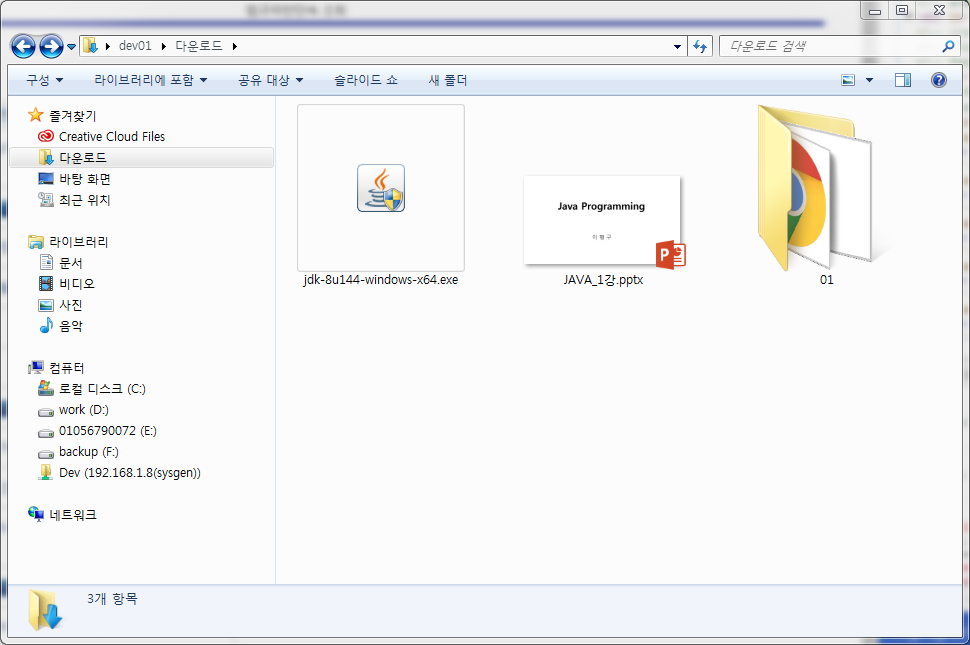 dev01 ▸ 다운로드 ▸
다운로드 검색
구성 라이브러리에 포함 공유 대상 슬라이드 쇼 새 폴더
즐겨찾기
Creative Cloud Files
다운로드
바탕 화면
최근 위치
라이브러리
문서
비디오
사진
음악
컴퓨터
로컬 디스크 (C:)
work (D:)
01056790072 (E:)
backup (F:)
Dev (192.168.1.8(sysgen))
네트워크
jdk-8u144-windows-x64.exe
Java Programming
JAVA_1강.pptx
01
3개 항목